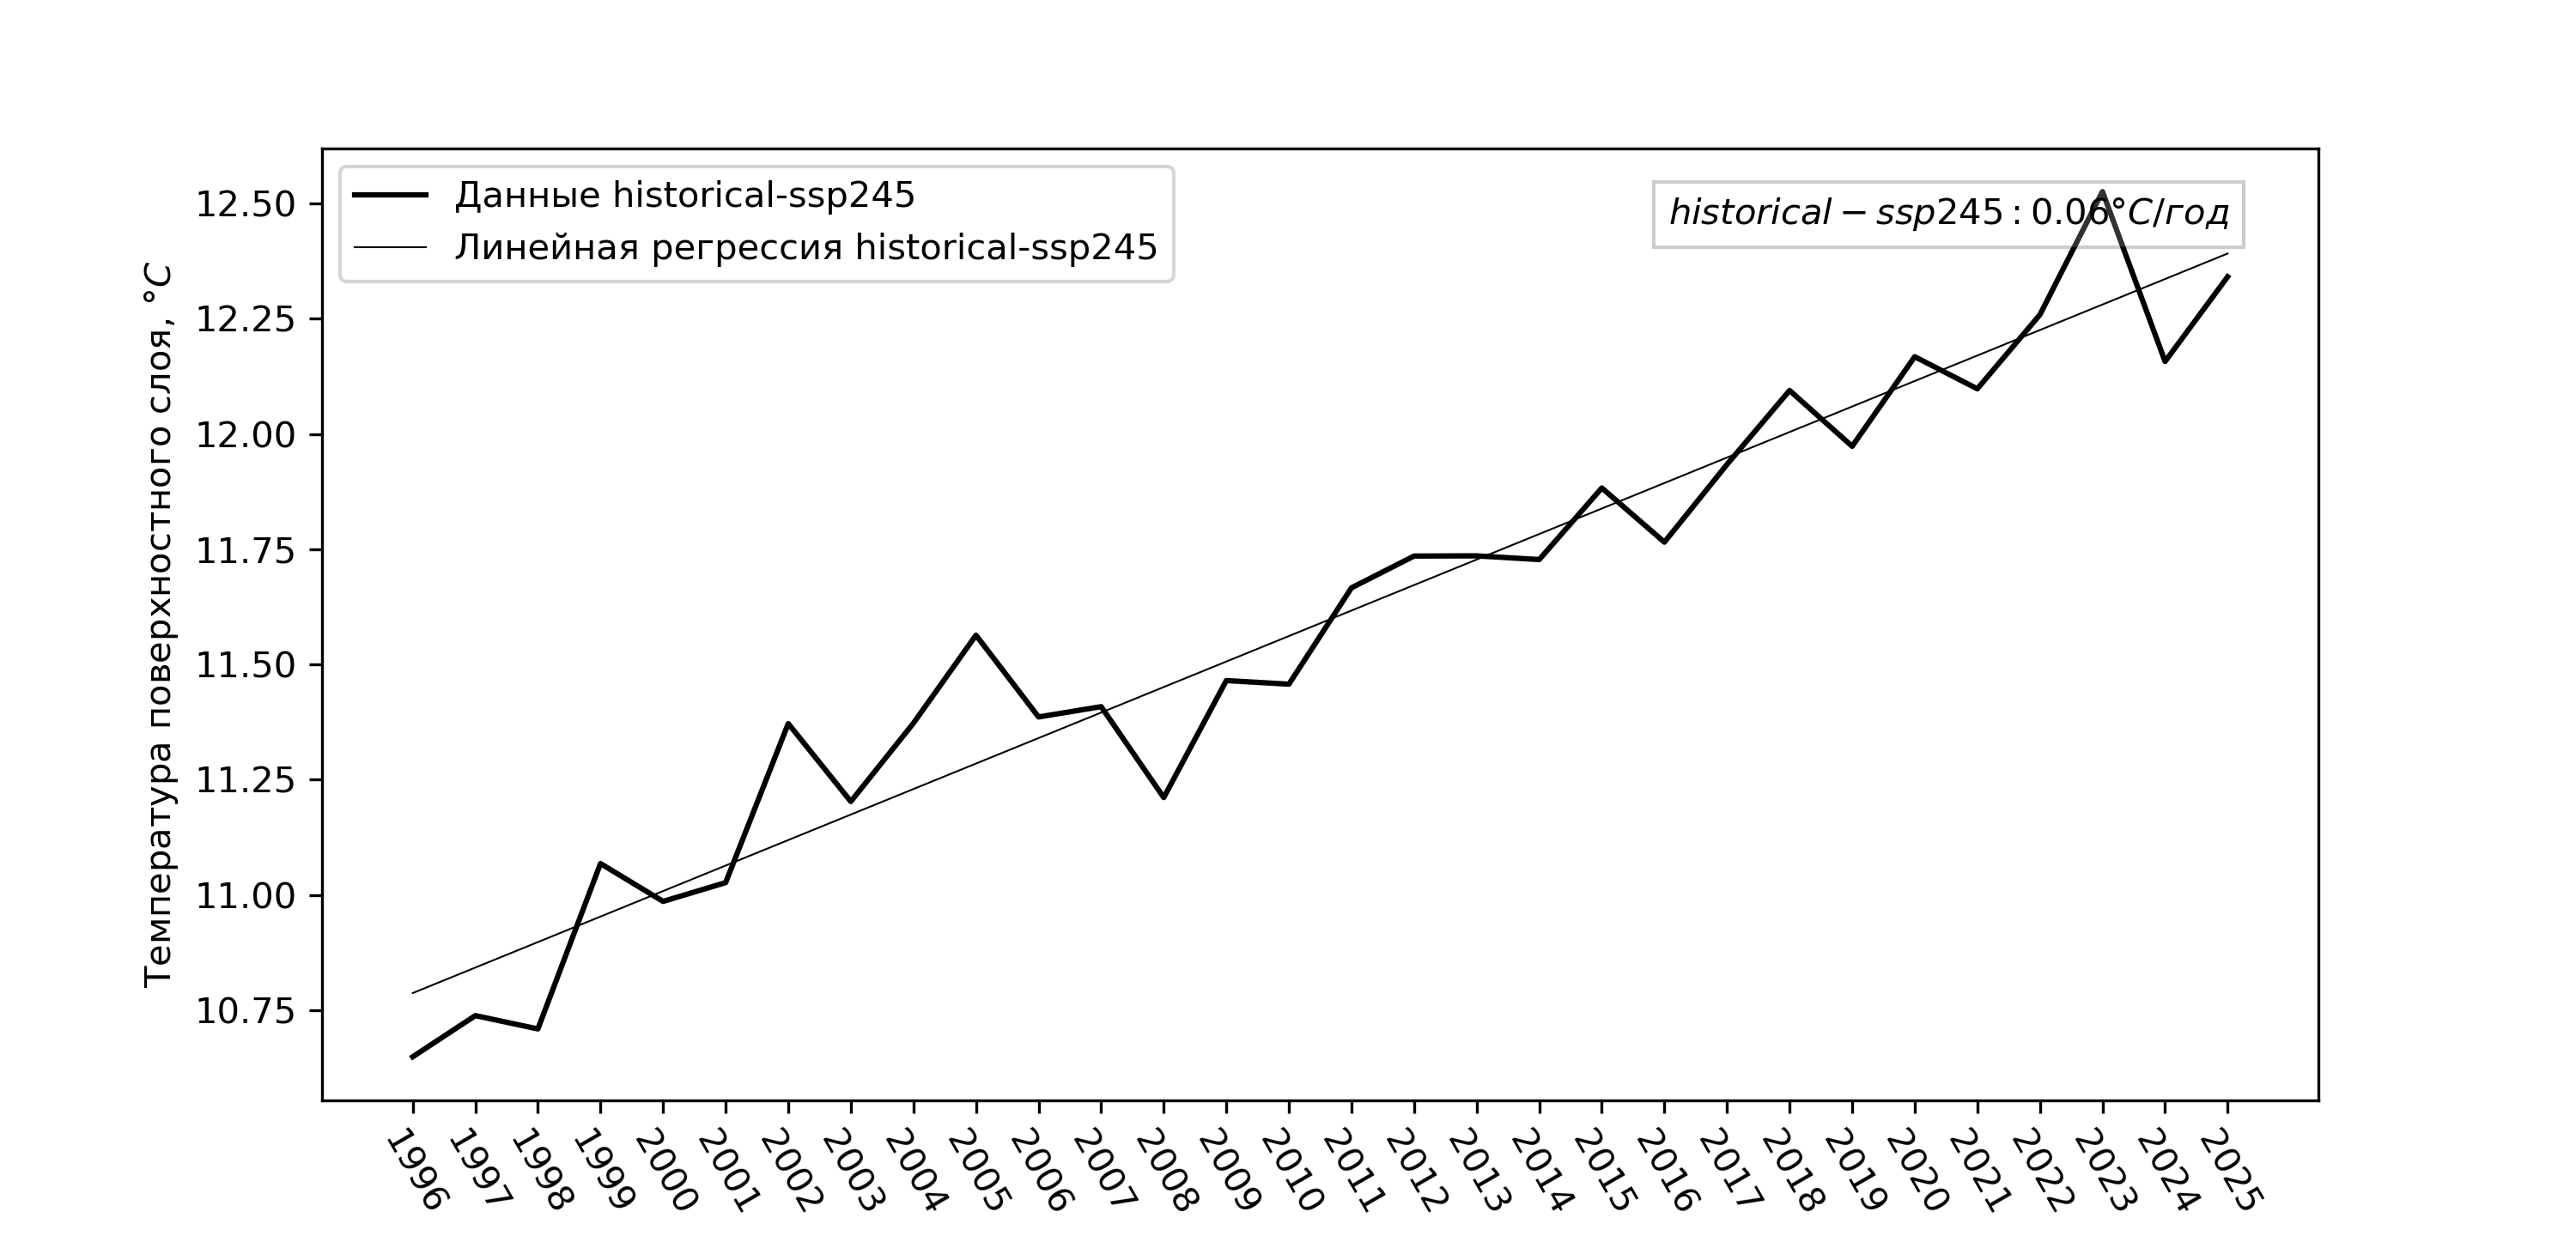 Данные historical-ssp245
Линейная регрессия historical-ssp245
historical − ssp245 : 0.06°C/год
Температура поверхностного слоя, °C
12.50
12.25
12.00
11.75
11.50
11.25
11.00
10.75
1996 1997 1998 1999 2000 2001 2002 2003 2004 2005 2006 2007 2008 2009 2010 2011 2012 2013 2014 2015 2016 2017 2018 2019 2020 2021 2022 2023 2024 2025